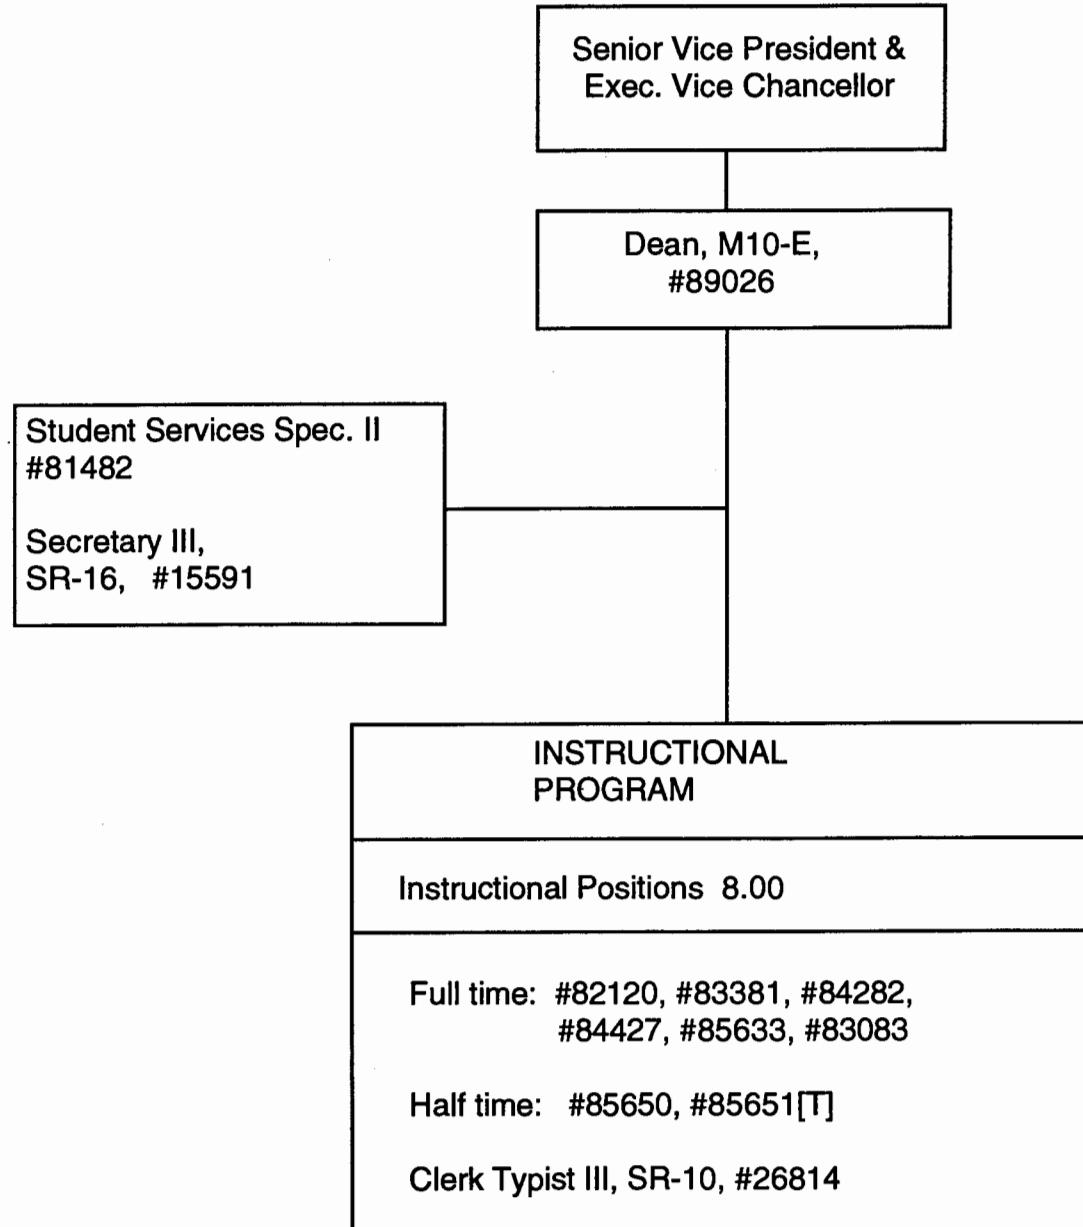 Senior Vice President &
Exec. Vice Chancellor
Dean, M10-E,
#89026
Student Services Spec. II
#81482
Secretary III,
SR-16, #15591
INSTRUCTIONAL
PROGRAM
Instructional Positions 8.00
Full time: #82120, #83381, #84282,
#84427, #85633, #83083
Half time: #85650, #85651[T]
Clerk Typist III, SR-10, #26814